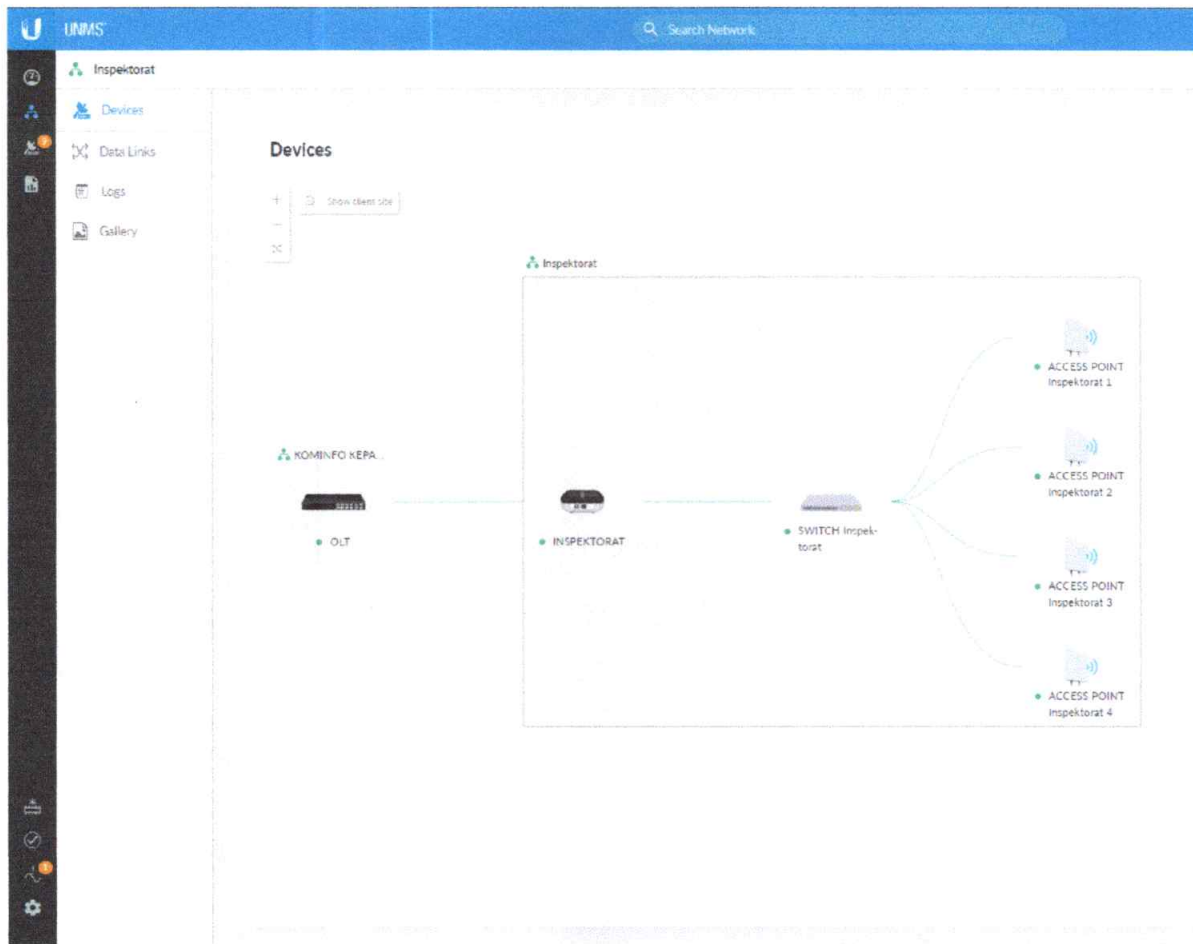 UNMS
Search Network
Inspektorat
Devices
Data Links
Logs
Gallery
Devices
Show client site
Inspektorat
ACCESS POINT
Inspektorat 1
ACCESS POINT
Inspektorat 2
KOMINFO KEPA...
OLT
INSPEKTORAT
SWITCH Inspek-
torat
ACCESS POINT
Inspektorat 3
ACCESS POINT
Inspektorat 4